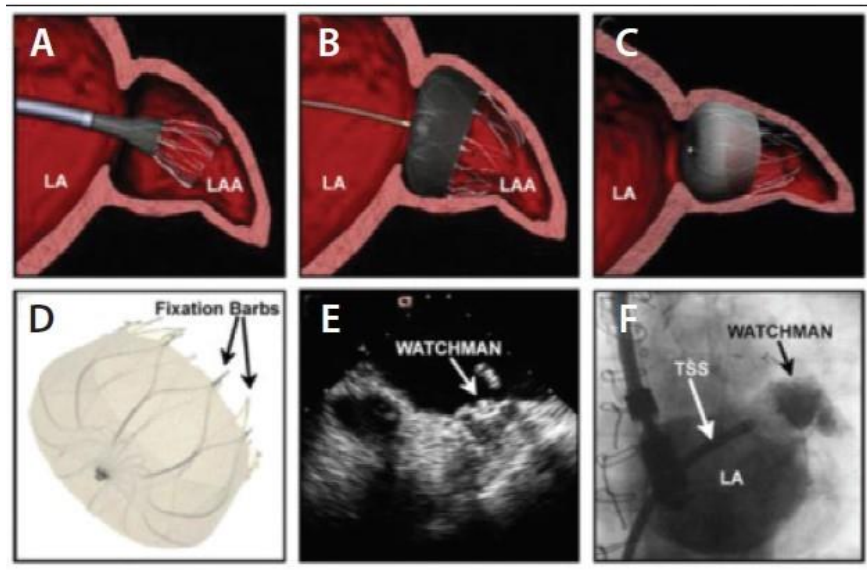 A
B
C
LA
LAA
LA
LAA
LA
D
Fixation Barbs
E
WATCHMAN
F
WATCHMAN
TSS
LA